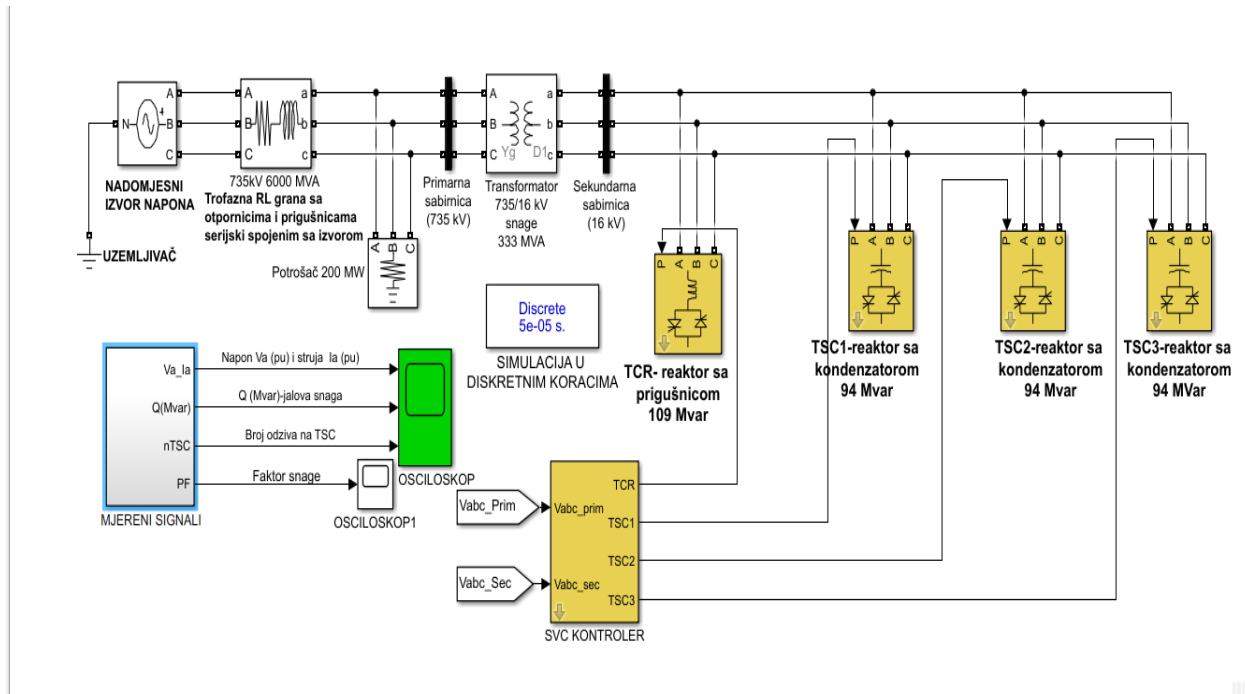 A
B
C
N
NADOMJESNI
IZVOR NAPONA
UZEMLJIVAČ
A
B
C
a
b
c
735kV 6000 MVA
Trofazna RL grana sa
otpornicima i prigušnicama
serijski spojenim sa izvorom
A
B
C
Potrošač 200 MW
Primarna
sabirnica
(735 kV)
A
B
C
a
b
c
Yg
D1
Transformator
735/16 kV
snage
333 MVA
Sekundarna
sabirnica
(16 kV)
Discrete
5e-05 s.
SIMULACIJA U
DISKRETNIM KORACIMA
P
A
B
C
TCR- reaktor sa
prigušnicom
109 Mvar
P
A
B
C
TSC1-reaktor sa
kondenzatorom
94 Mvar
P
A
B
C
TSC2-reaktor sa
kondenzatorom
94 Mvar
P
A
B
C
TSC3-reaktor sa
kondenzatorom
94 MVar
Va_Ia
Q(Mvar)
nTSC
PF
MJERENI SIGNALI
Napon Va (pu) i struja Ia (pu)
Q (Mvar)-jalova snaga
Broj odziva na TSC
Faktor snage
OSCILOSKOP
OSCILOSKOP1
Vabc_Prim
Vabc_Sec
Vabc_prim
Vabc_sec
TCR
TSC1
TSC2
TSC3
SVC KONTROLER